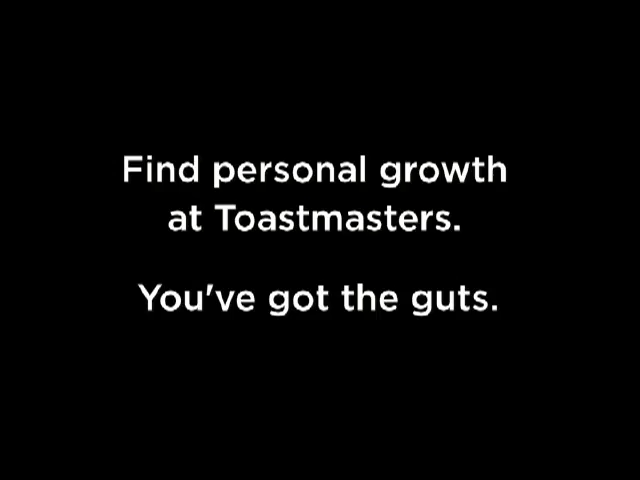 Find personal growth
at Toastmasters.
You've got the guts.